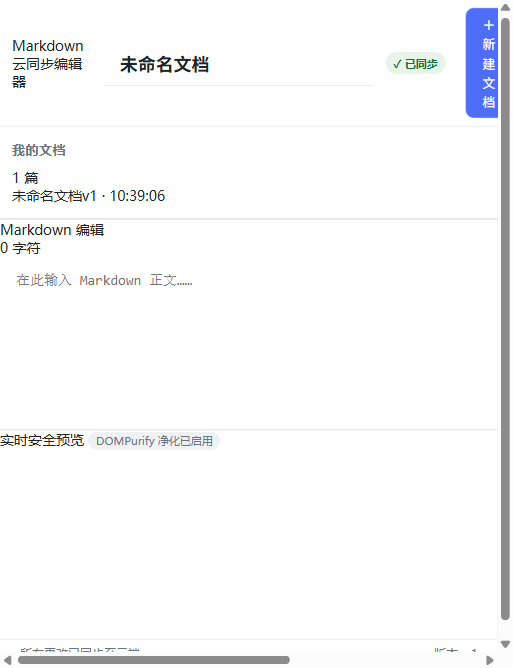 Markdown
云同步编辑
器
未命名文档
✓ 已同步
＋
新
建
文
档
我的文档
1 篇
未命名文档v1 · 10:39:06
Markdown 编辑
0 字符
在此输入 Markdown 正文……
实时安全预览 DOMPurify 净化已启用